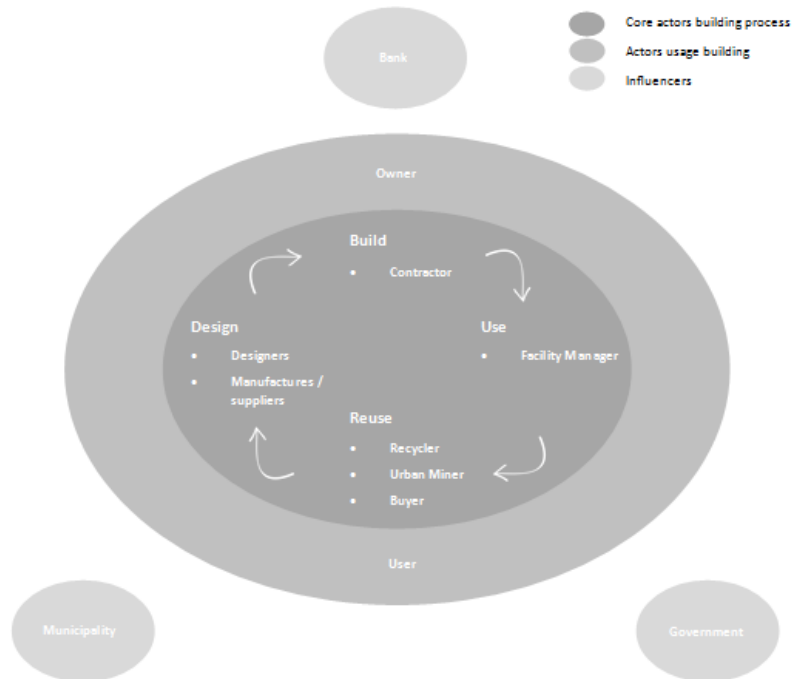 Bank
Core actors building process
Actors usage building
Influencers
Owner
Build
• Contractor
Design
• Designers
• Manufactures /
suppliers
Use
• Facility Manager
Reuse
• Recycler
• Urban Miner
• Buyer
User
Municipality
Government